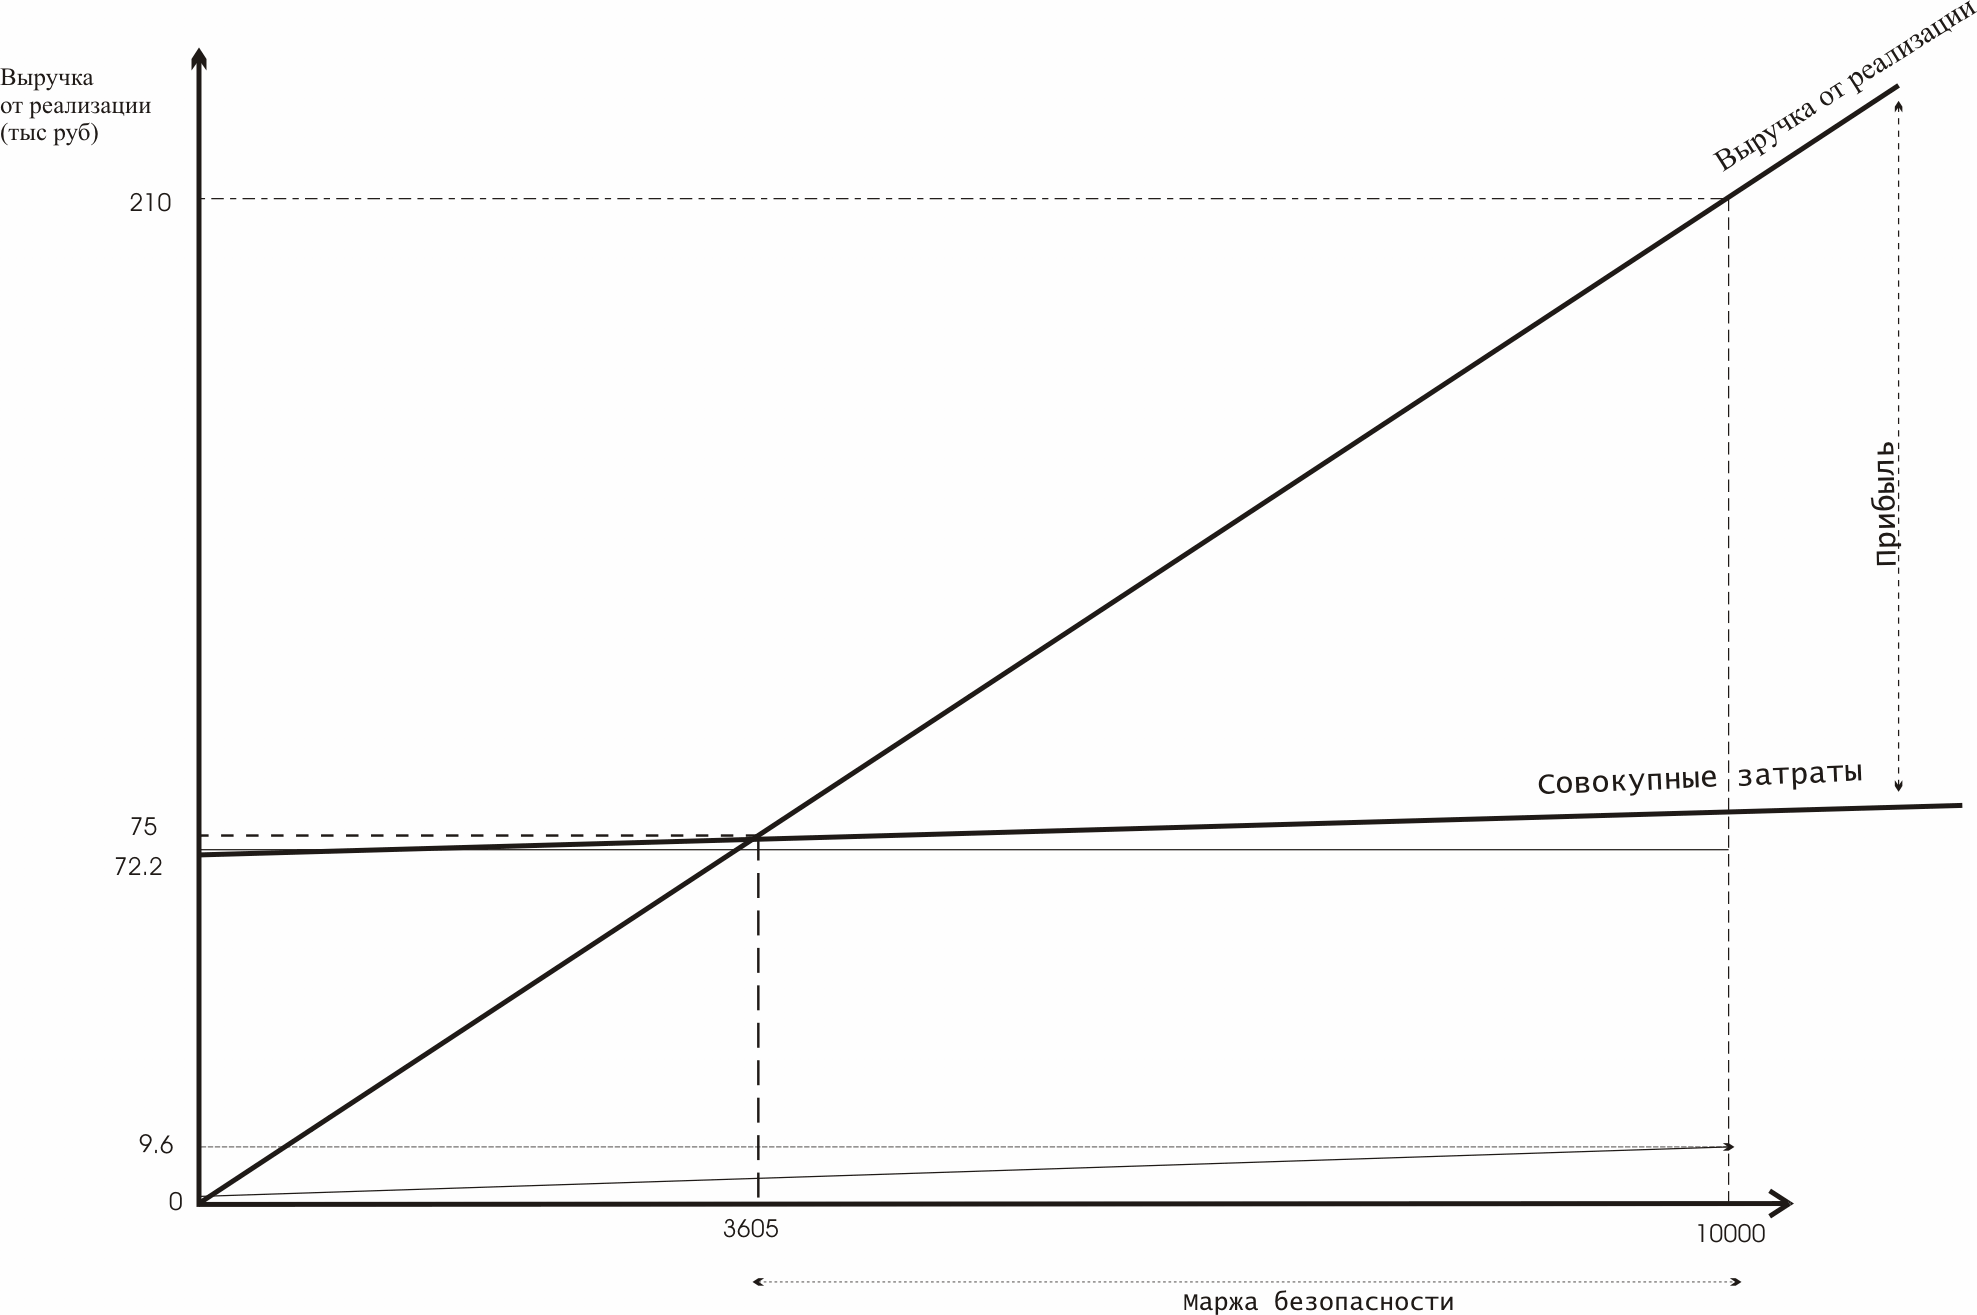 Выручка
от реализации
(тыс руб)
Выручка от реализации
210
Прибыль
Совокупные затраты
75
72.2
9.6
0
3605
10000
Маржа безопасности